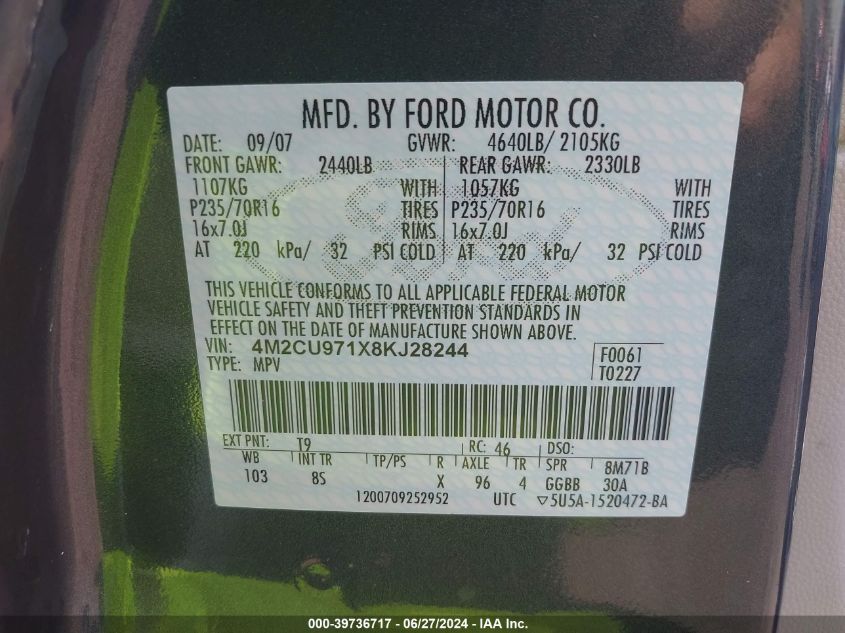 MFD. BY FORD MOTOR CO.
DATE: 09/07 GVWR: 4640LB/ 2105KG
FRONT GAWR: 2440LB REAR GAWR: 2330LB
1107KG WITH 1057KG WITH
P235/70R16 TIRES P235/70R16 TIRES
16x7.0J RIMS 16x7.0J RIMS
AT 220 kPa/ 32 PSI COLD AT 220 kPa/ 32 PSI COLD
Ford
THIS VEHICLE CONFORMS TO ALL APPLICABLE FEDERAL MOTOR
VEHICLE SAFETY AND THEFT PREVENTION STANDARDS IN
EFFECT ON THE DATE OF MANUFACTURE SHOWN ABOVE.
VIN: 4M2CU971X8KJ28244 F0061
TYPE: MPV T0227
EXT PNT: T9 RC: 46 DSO:
WB INT TR TP/PS R AXLE TR SPR 8M71B
103 8S X 96 4 GGBB 30A
1200709252952 UTC ▽5U5A-1520472-BA
000-39736717 - 06/27/2024 - IAA Inc.